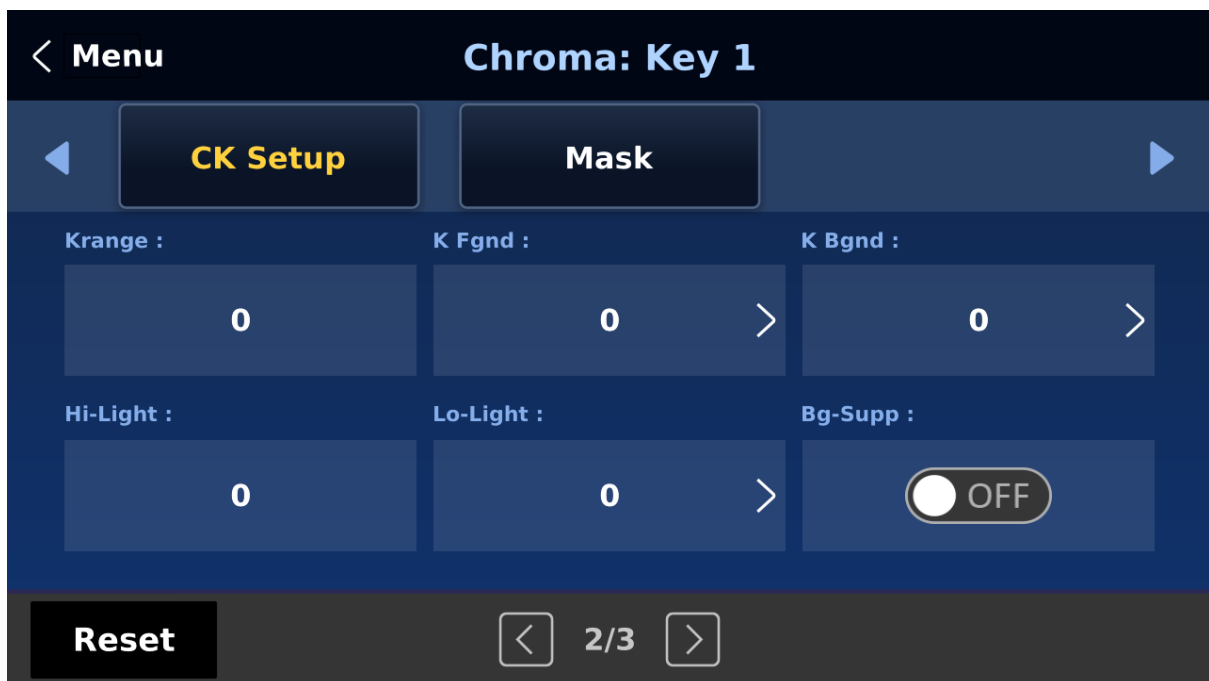 Menu
Chroma: Key 1
CK Setup
Mask
Krange :
K Fgnd :
K Bgnd :
0
0
0
Hi-Light :
Lo-Light :
Bg-Supp :
0
0
OFF
Reset
2/3